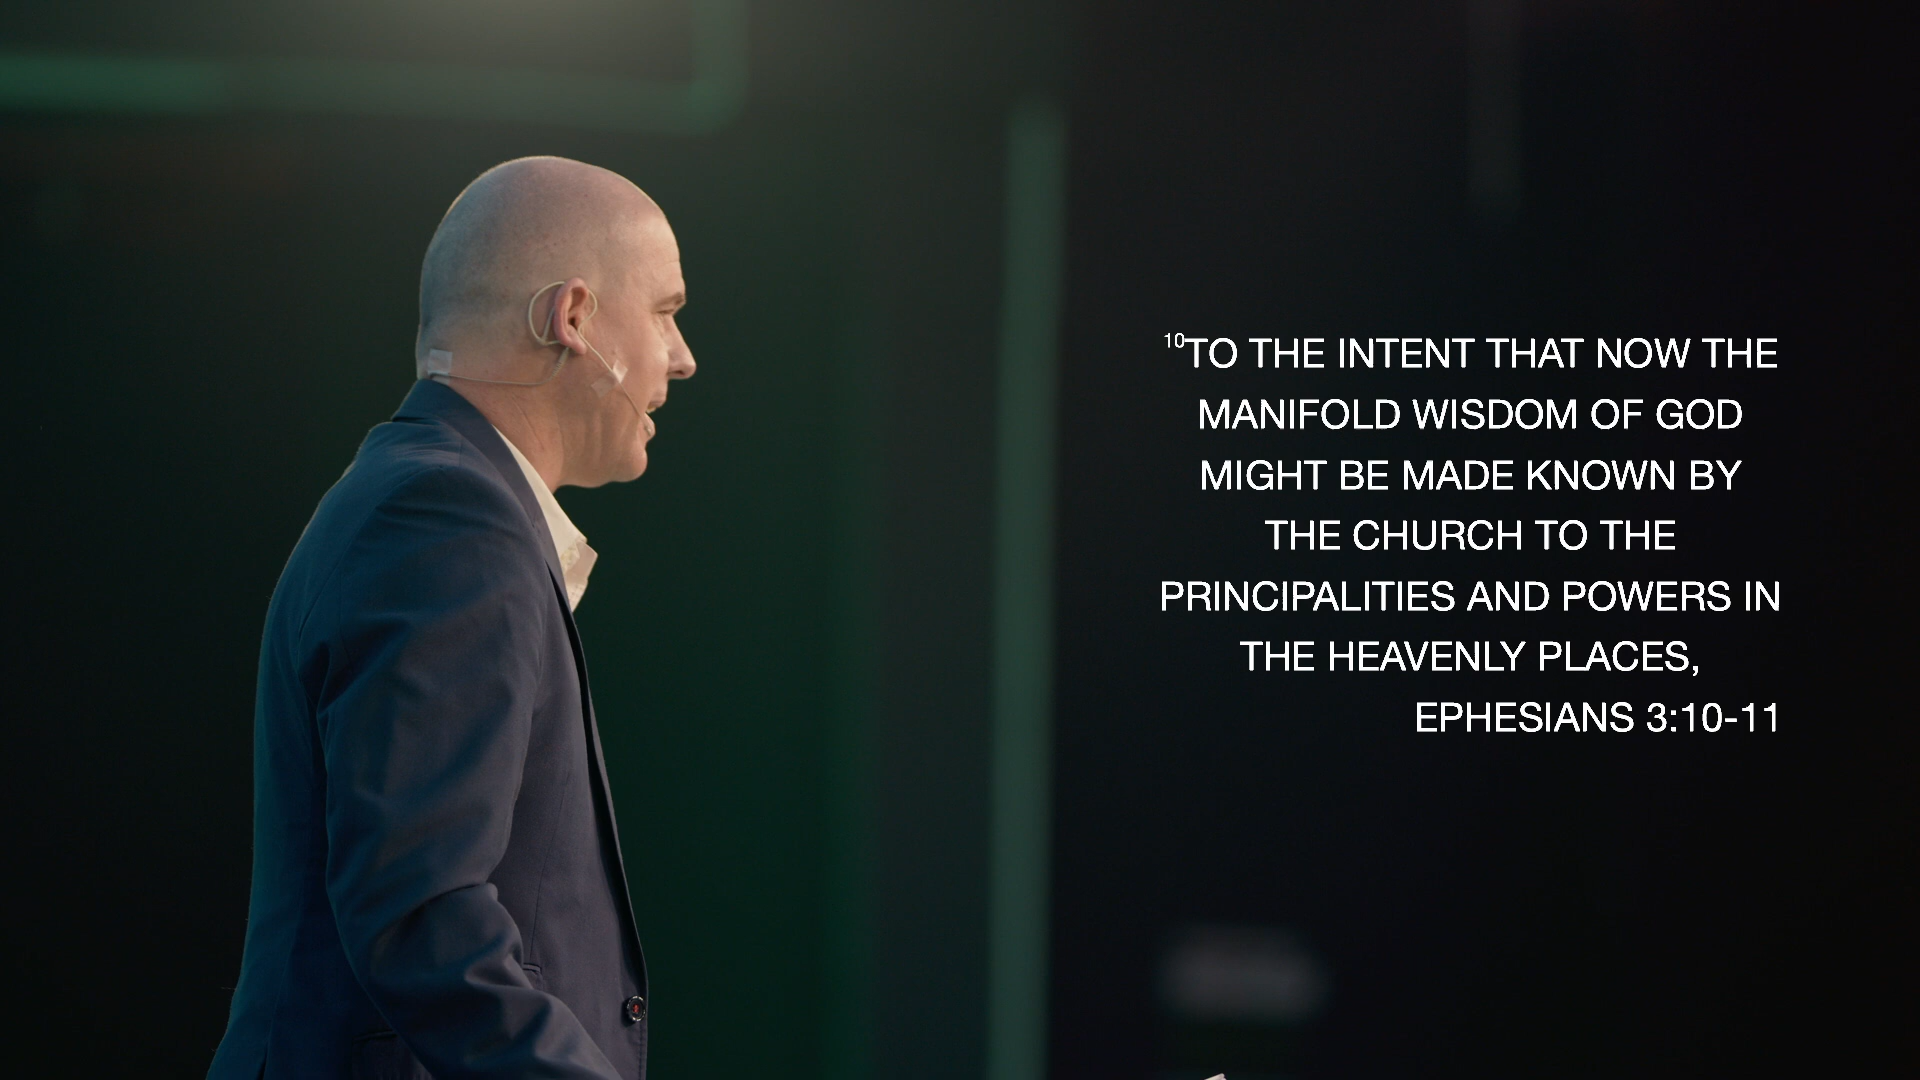 ¹⁰TO THE INTENT THAT NOW THE
MANIFOLD WISDOM OF GOD
MIGHT BE MADE KNOWN BY
THE CHURCH TO THE
PRINCIPALITIES AND POWERS IN
THE HEAVENLY PLACES,
EPHESIANS 3:10-11